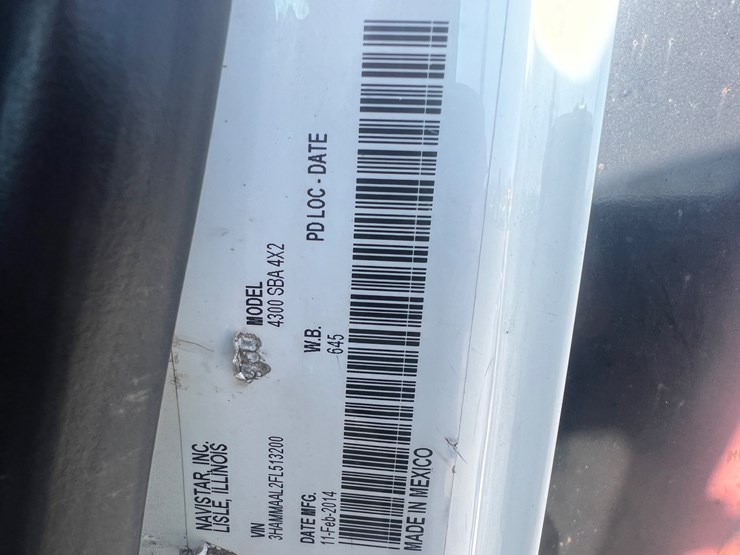 NAVISTAR, INC.
LISLE, ILLINOIS
VIN
3HAMMAAL2FL513200
MODEL
4300 SBA 4X2
DATE MFG.
11-Feb-2014
W.B.
645
PD LOC - DATE
MADE IN MEXICO